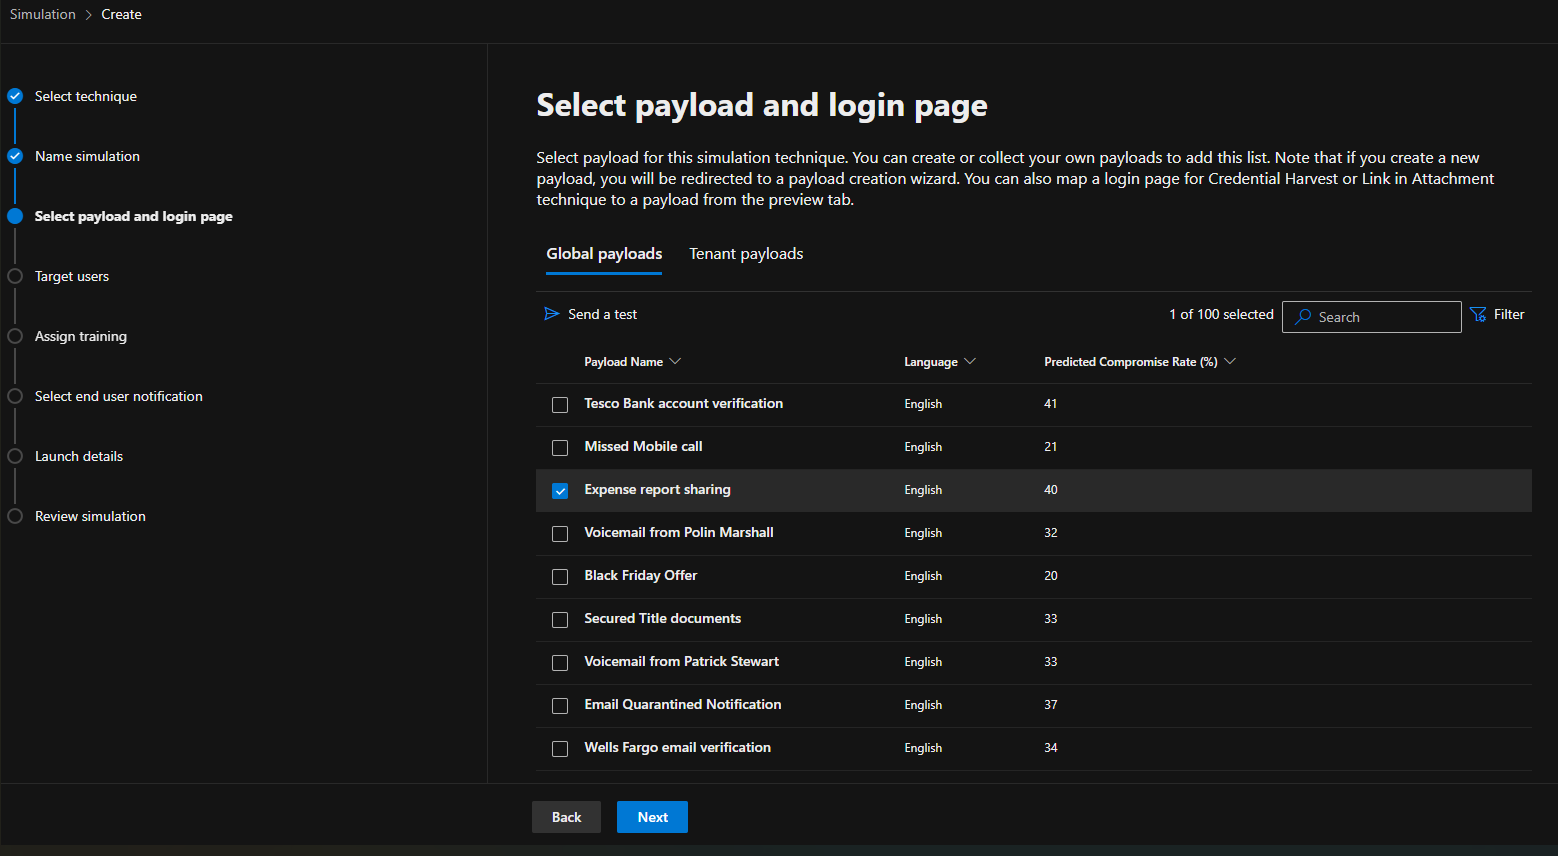 Simulation > Create
Select technique
Name simulation
Select payload and login page
Target users
Assign training
Select end user notification
Launch details
Review simulation
Select payload and login page
Select payload for this simulation technique. You can create or collect your own payloads to add this list. Note that if you create a new
payload, you will be redirected to a payload creation wizard. You can also map a login page for Credential Harvest or Link in Attachment
technique to a payload from the preview tab.
Global payloads Tenant payloads
Send a test 1 of 100 selected Search Filter
Payload Name Language Predicted Compromise Rate (%)
Tesco Bank account verification English 41
Missed Mobile call English 21
Expense report sharing English 40
Voicemail from Polin Marshall English 32
Black Friday Offer English 20
Secured Title documents English 33
Voicemail from Patrick Stewart English 33
Email Quarantined Notification English 37
Wells Fargo email verification English 34
Back Next